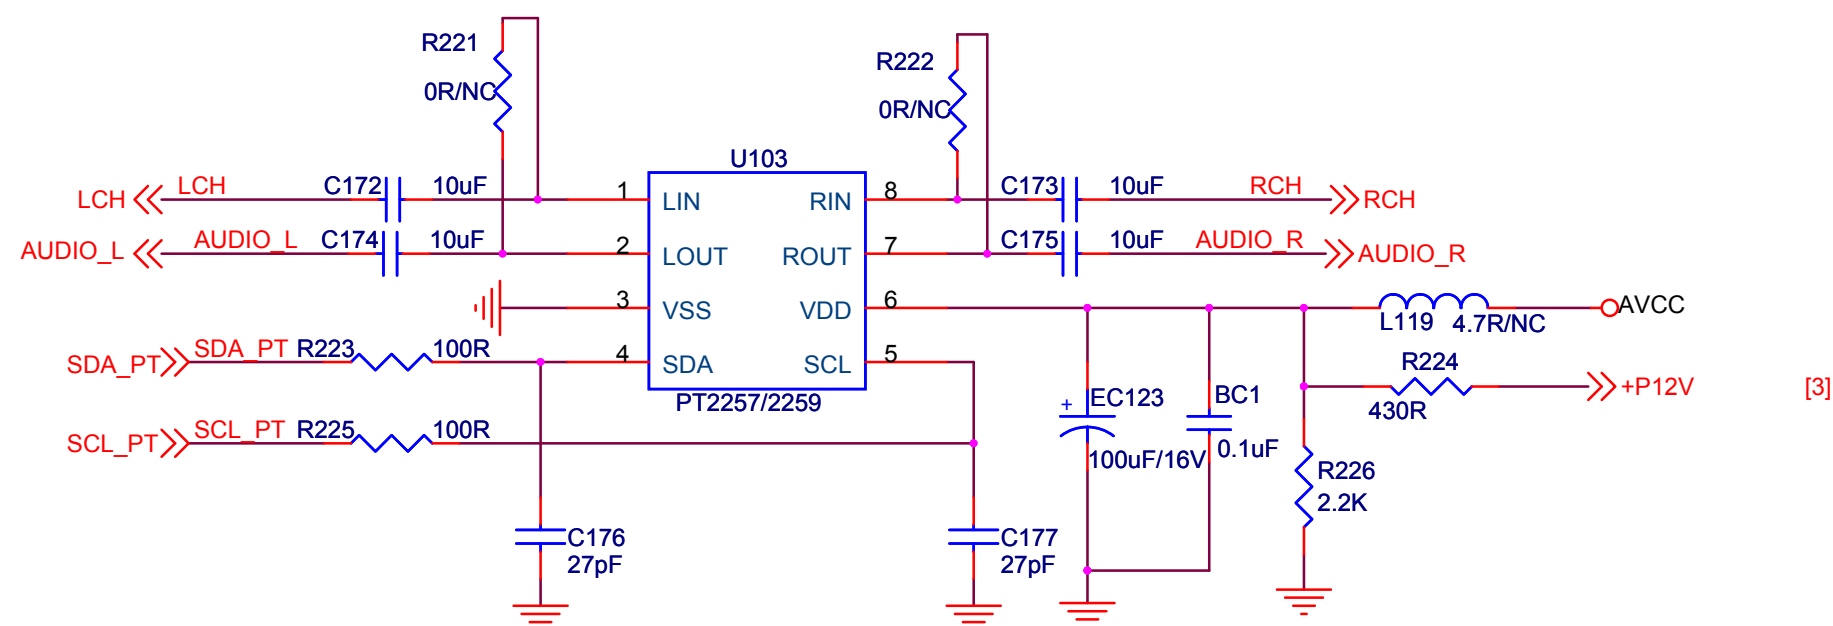 R221
0R/NC
R222
0R/NC
U103
LCH
LCH
C172
10uF
1
LIN
RIN
8
C173
10uF
RCH
RCH
AUDIO_L
AUDIO_L
C174
10uF
2
LOUT
ROUT
7
C175
10uF
AUDIO_R
AUDIO_R
3
VSS
VDD
6
L119
4.7R/NC
AVCC
SDA_PT
SDA_PT
R223
100R
4
SDA
SCL
5
R224
430R
+P12V
[3]
PT2257/2259
SCL_PT
SCL_PT
R225
100R
+
EC123
100uF/16V
BC1
0.1uF
R226
2.2K
C176
27pF
C177
27pF